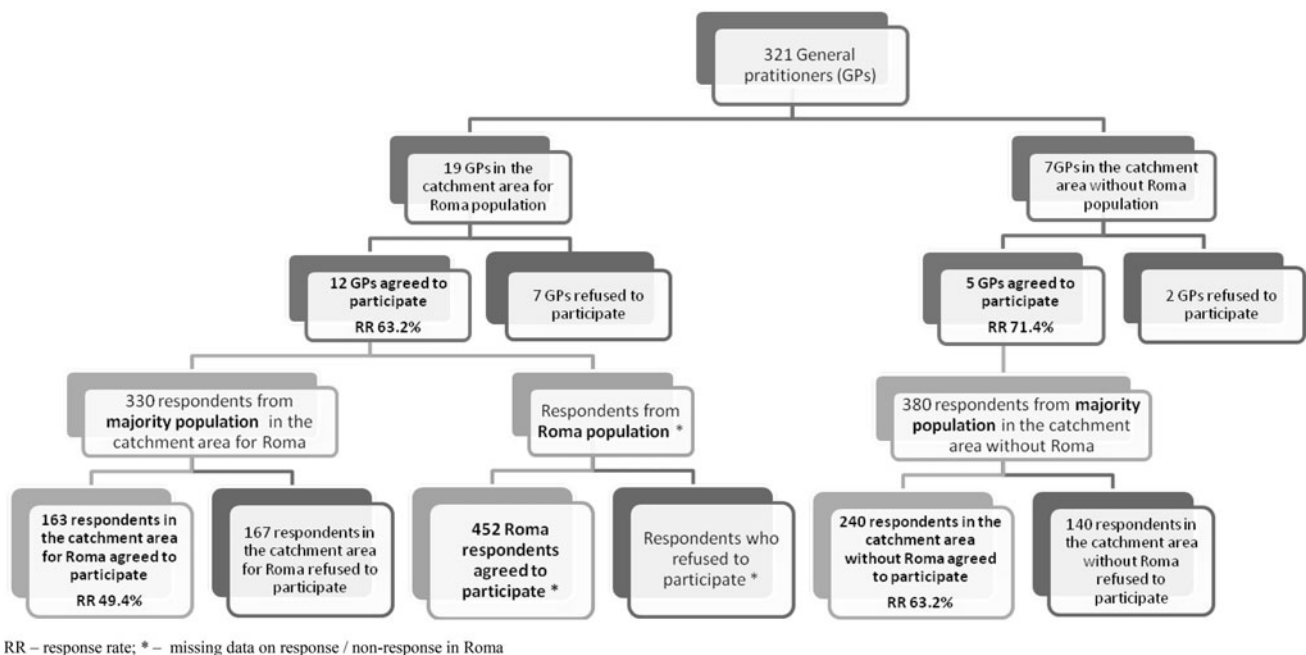 321 General
pratitioners (GPs)
19 GPs in the
catchment area for
Roma population
7GPs in the catchment
area without Roma
population
12 GPs agreed to
participate
RR 63.2%
7 GPs refused to
participate
5 GPs agreed to
participate
RR 71.4%
2 GPs refused to
participate
330 respondents from
majority population in the
catchment area for Roma
Respondents from
Roma population *
380 respondents from majority
population in the catchment
area without Roma
163 respondents in
the catchment area
for Roma agreed to
participate
RR 49.4%
167 respondents in
the catchment area
for Roma refused to
participate
452 Roma
respondents
agreed to
participate *
Respondents who
refused to
participate *
240 respondents in the
catchment area
without Roma agreed
to participate
RR 63.2%
140 respondents in
the catchment area
without Roma
refused to
participate
RR – response rate; * – missing data on response / non-response in Roma